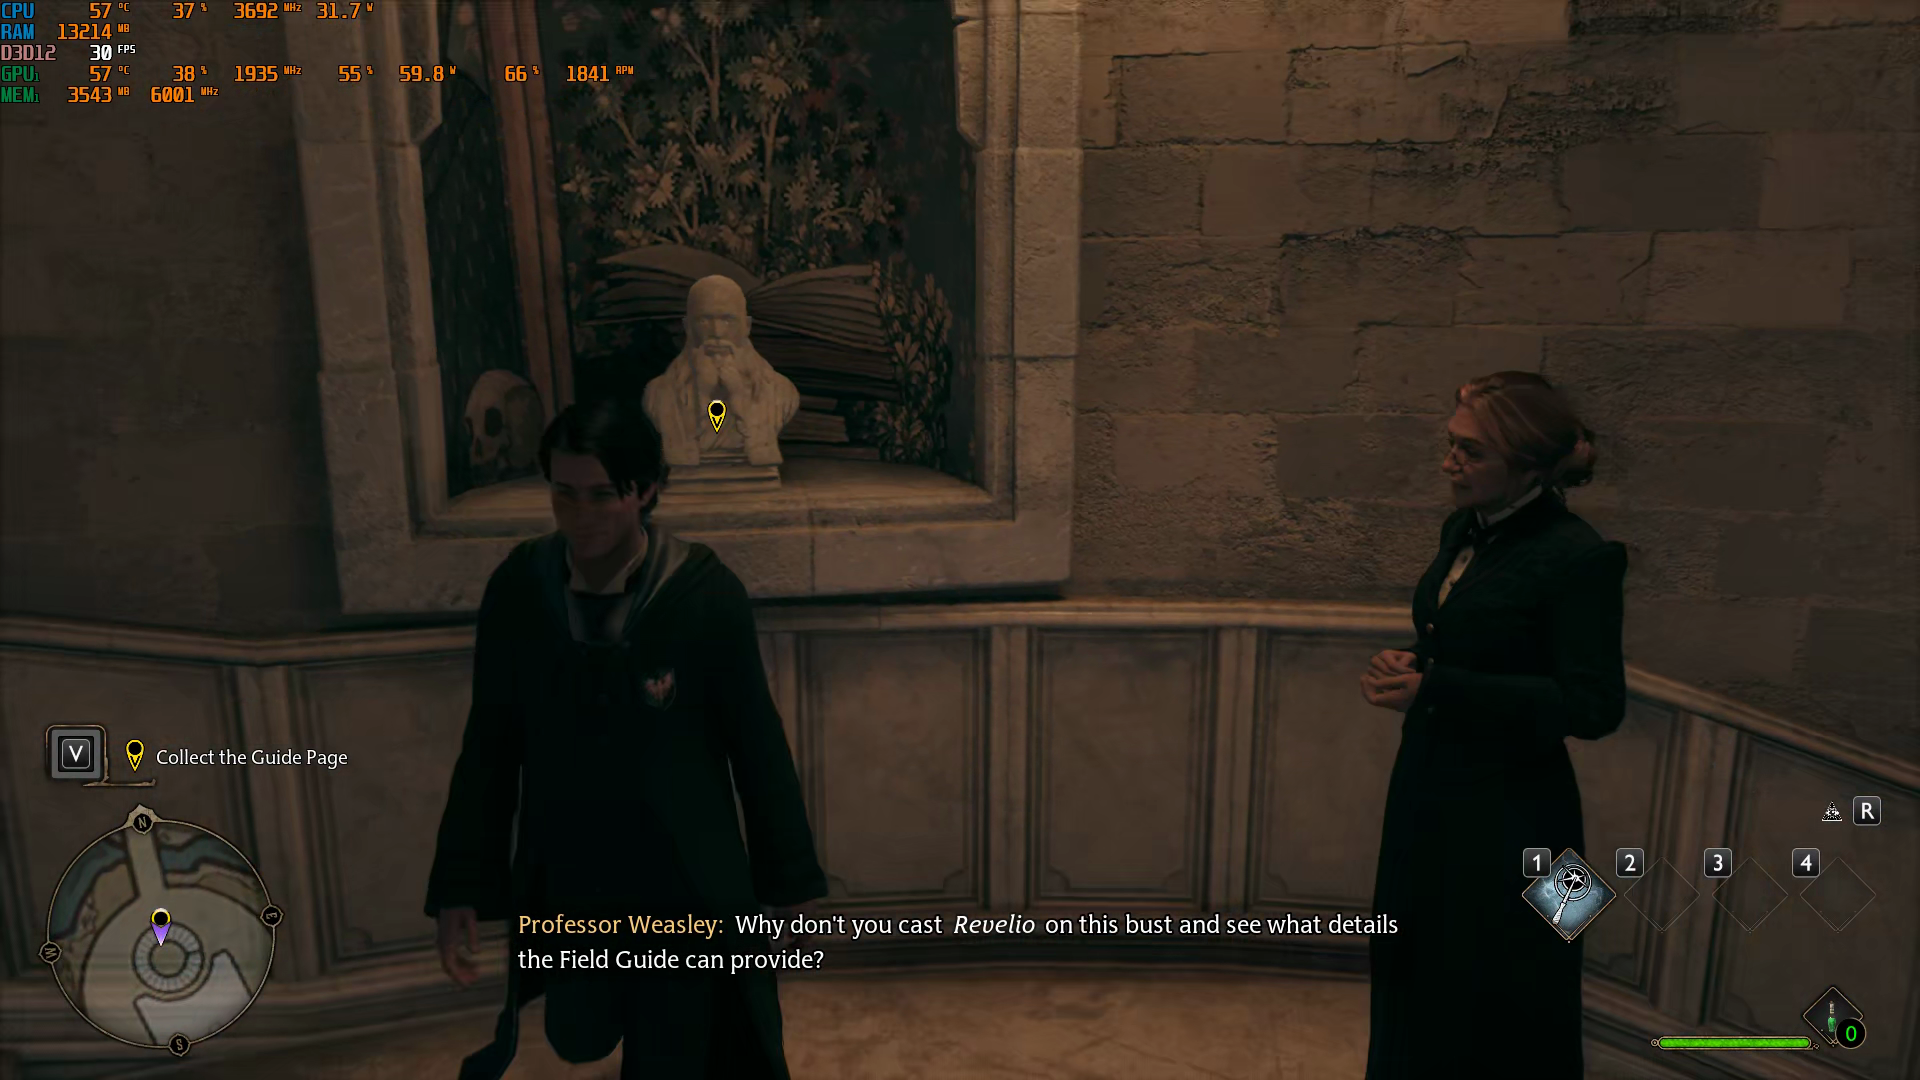 CPU 57 °C 37 % 3692 MHz 31.7 W
RAM 13214 MB
D3D12 30 FPS
GPU1 57 °C 38 % 1935 MHz 55 % 59.8 W 66 % 1841 RPM
MEM1 3543 MB 6001 MHz
V Collect the Guide Page
N
E
W
S
R
1 2 3 4
Professor Weasley: Why don't you cast Revelio on this bust and see what details
the Field Guide can provide?
0